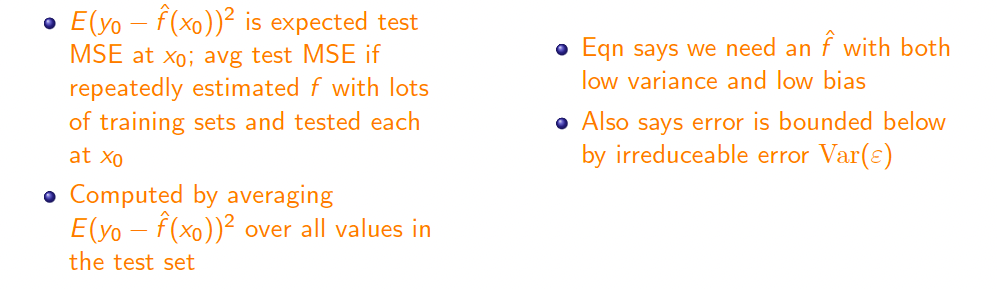 E(y₀ − f̂(x₀))² is expected test
MSE at x₀; avg test MSE if
repeatedly estimated f with lots
of training sets and tested each
at x₀
Computed by averaging
E(y₀ − f̂(x₀))² over all values in
the test set
Eqn says we need an f̂ with both
low variance and low bias
Also says error is bounded below
by irreduceable error Var(ε)